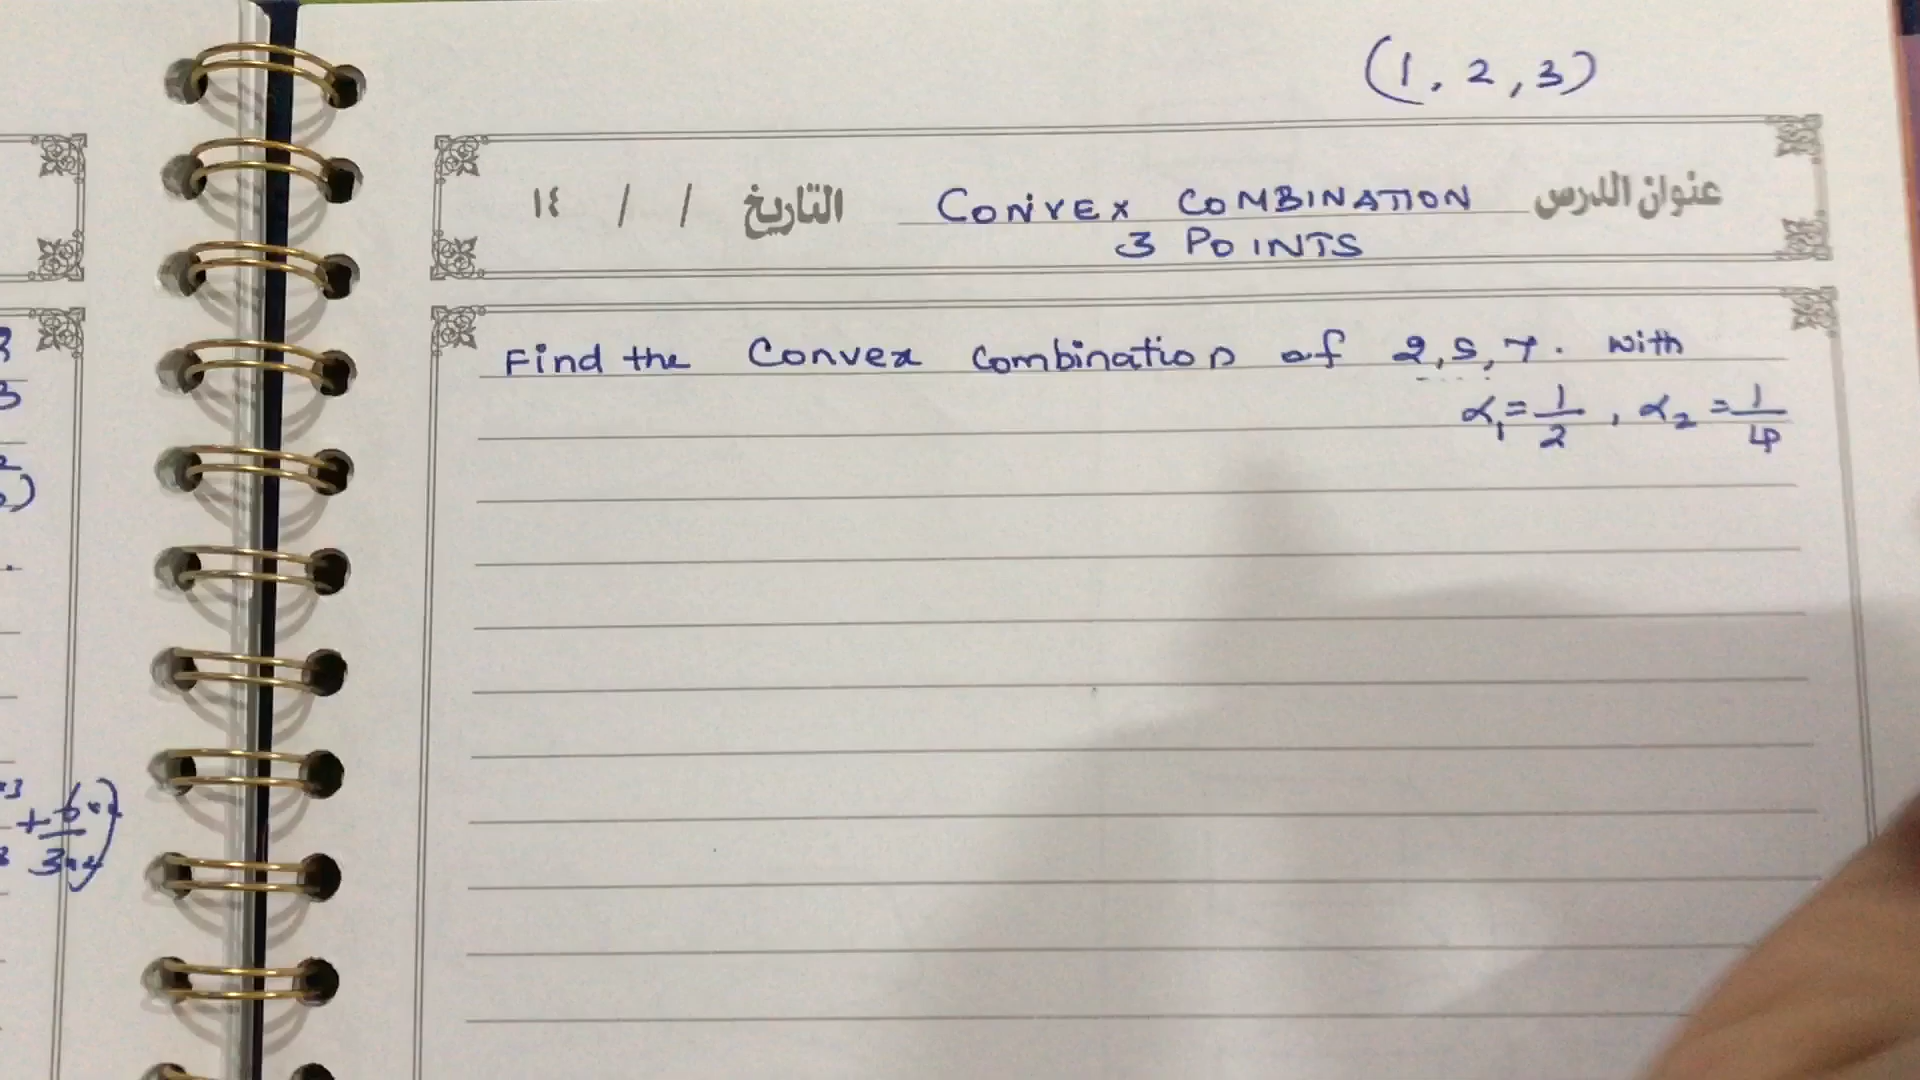 (1, 2, 3)
عنوان الدرس CONVEX COMBINATION التاريخ / / ١٤
3 POINTS
Find the Convex Combination of 2, 5, 7. with
α₁ = 1/2 , α₂ = 1/4